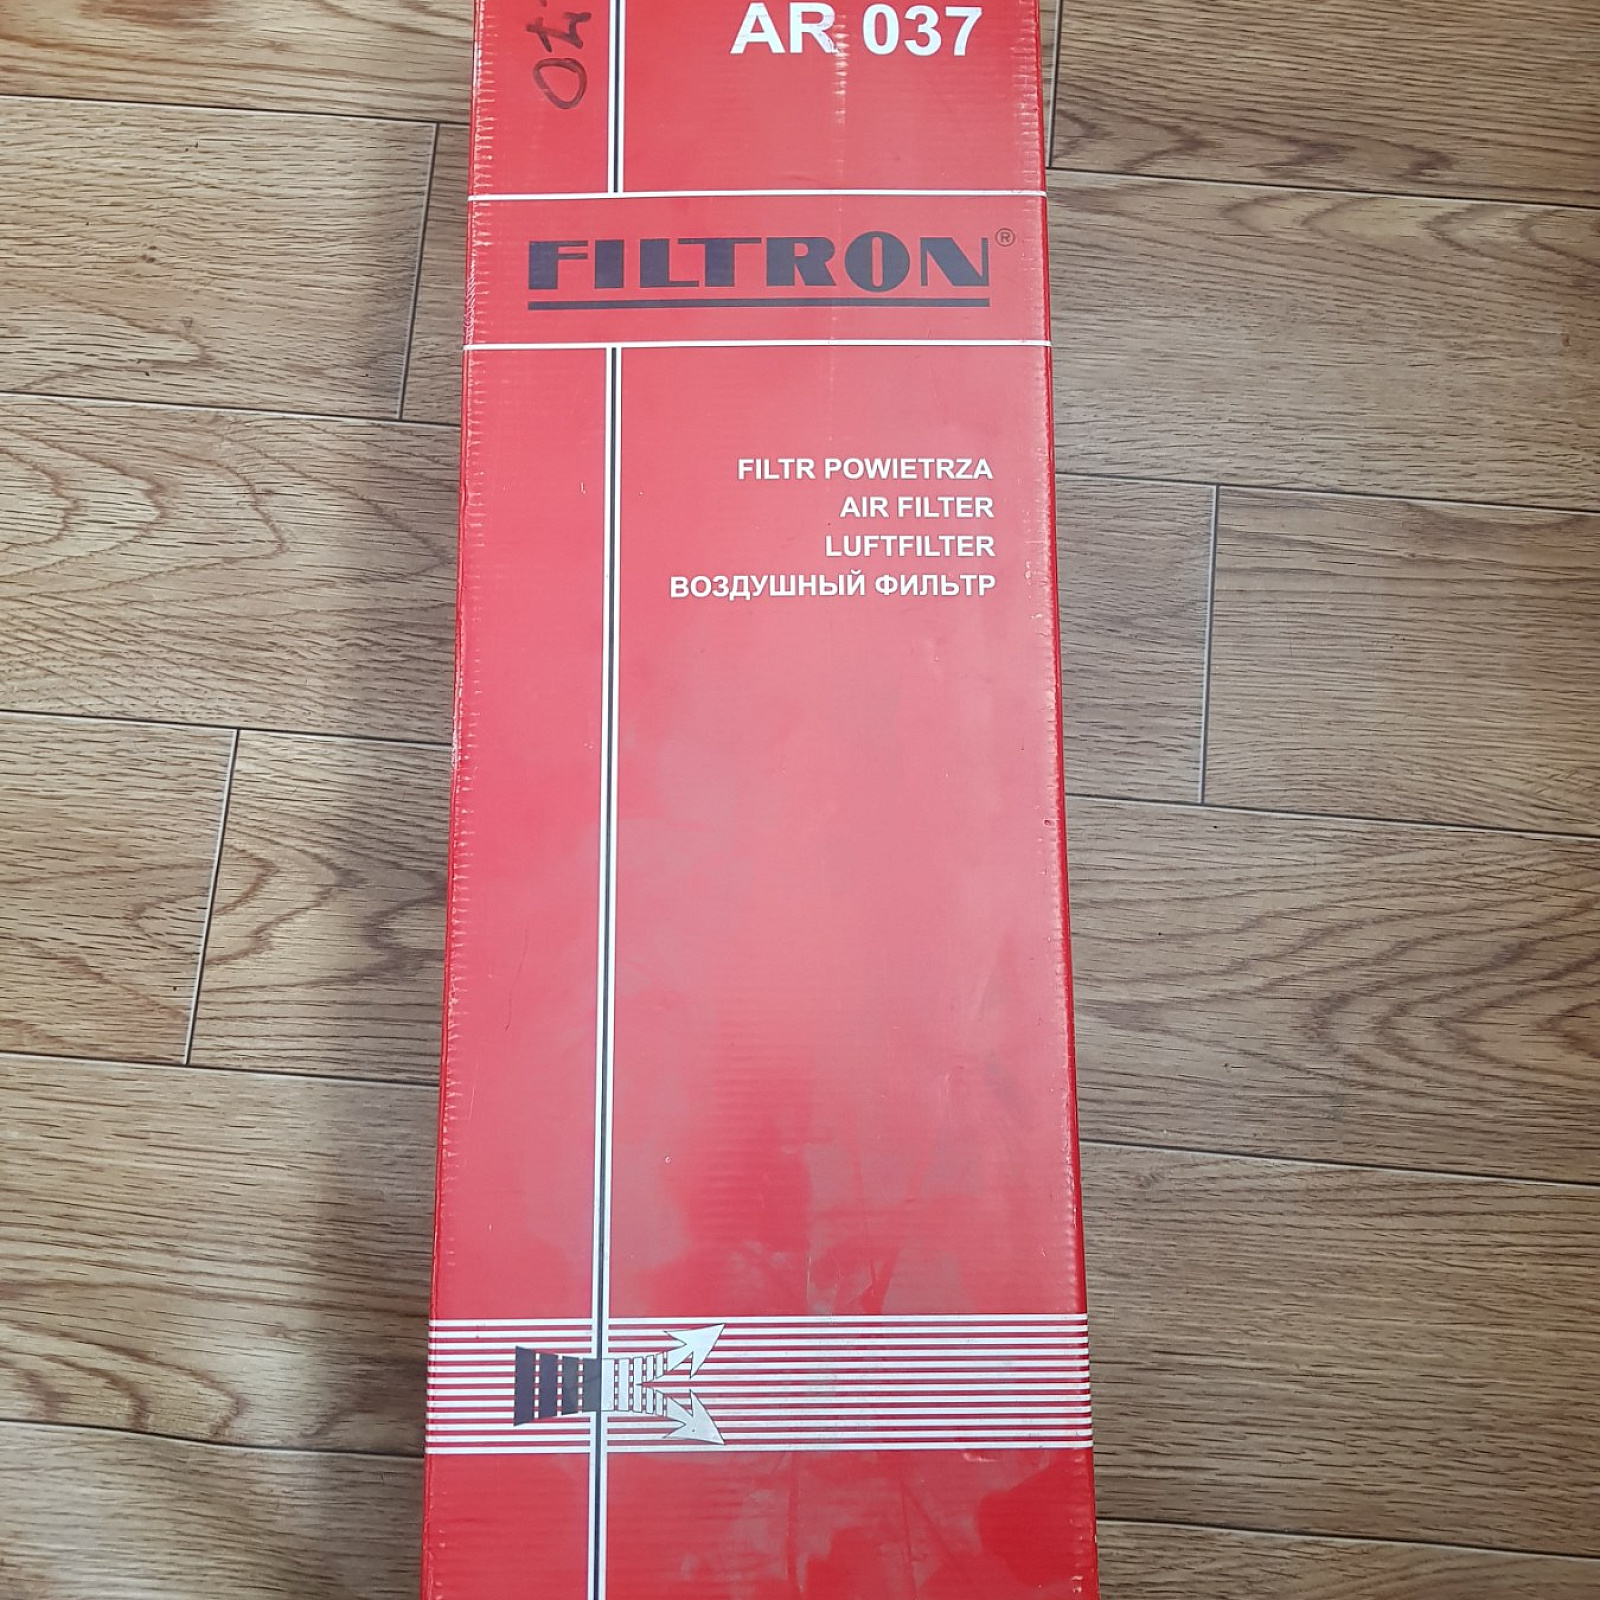 AR 037
FILTRON®
FILTR POWIETRZA
AIR FILTER
LUFTFILTER
ВОЗДУШНЫЙ ФИЛЬТР